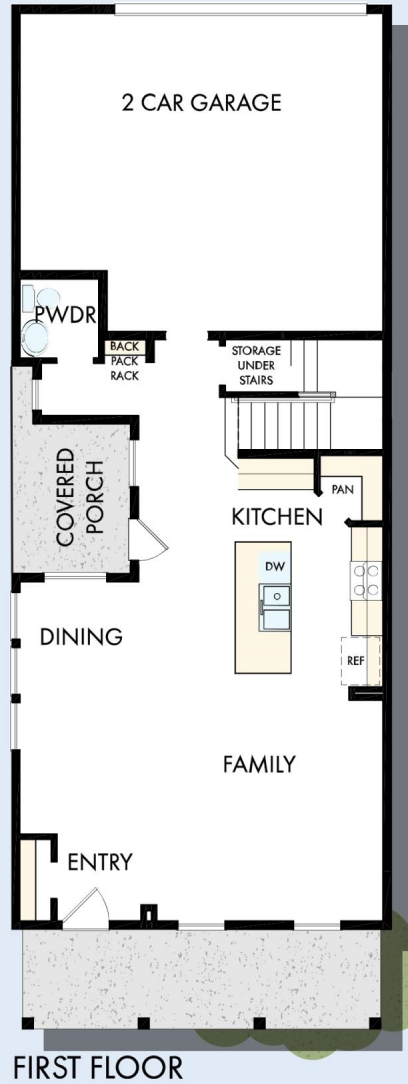 2 CAR GARAGE
PWDR
BACK
PACK
RACK
STORAGE
UNDER
STAIRS
COVERED
PORCH
PAN
KITCHEN
DW
DINING
REF
FAMILY
ENTRY
FIRST FLOOR